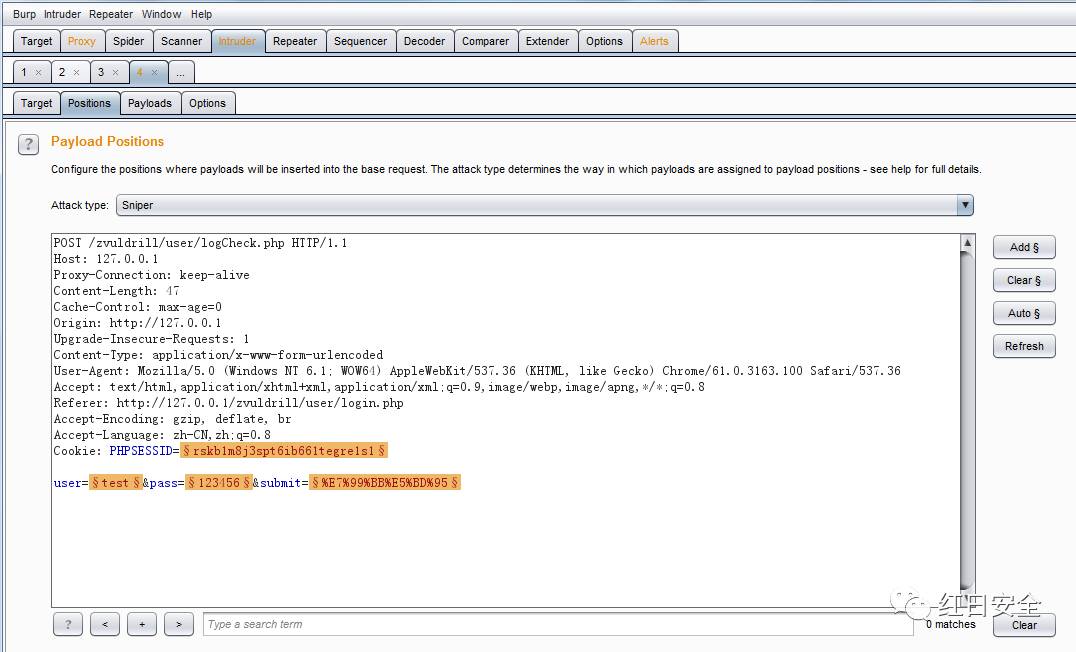 Burp Intruder Repeater Window Help
Target Proxy Spider Scanner Intruder Repeater Sequencer Decoder Comparer Extender Options Alerts
1 × 2 × 3 × 4 × ...
Target Positions Payloads Options
? Payload Positions
Configure the positions where payloads will be inserted into the base request. The attack type determines the way in which payloads are assigned to payload positions - see help for full details.
Attack type: Sniper
POST /zvuldrill/user/logCheck.php HTTP/1.1
Host: 127.0.0.1
Proxy-Connection: keep-alive
Content-Length: 47
Cache-Control: max-age=0
Origin: http://127.0.0.1
Upgrade-Insecure-Requests: 1
Content-Type: application/x-www-form-urlencoded
User-Agent: Mozilla/5.0 (Windows NT 6.1; WOW64) AppleWebKit/537.36 (KHTML, like Gecko) Chrome/61.0.3163.100 Safari/537.36
Accept: text/html,application/xhtml+xml,application/xml;q=0.9,image/webp,image/apng,*/*;q=0.8
Referer: http://127.0.0.1/zvuldrill/user/login.php
Accept-Encoding: gzip, deflate, br
Accept-Language: zh-CN,zh;q=0.8
Cookie: PHPSESSID=§rskb1m8j3spt6ib661tegre1s1§
user=§test§&pass=§123456§&submit=§%E7%99%BB%E5%BD%95§
Add §
Clear §
Auto §
Refresh
? < + > Type a search term 0 matches Clear
红日安全